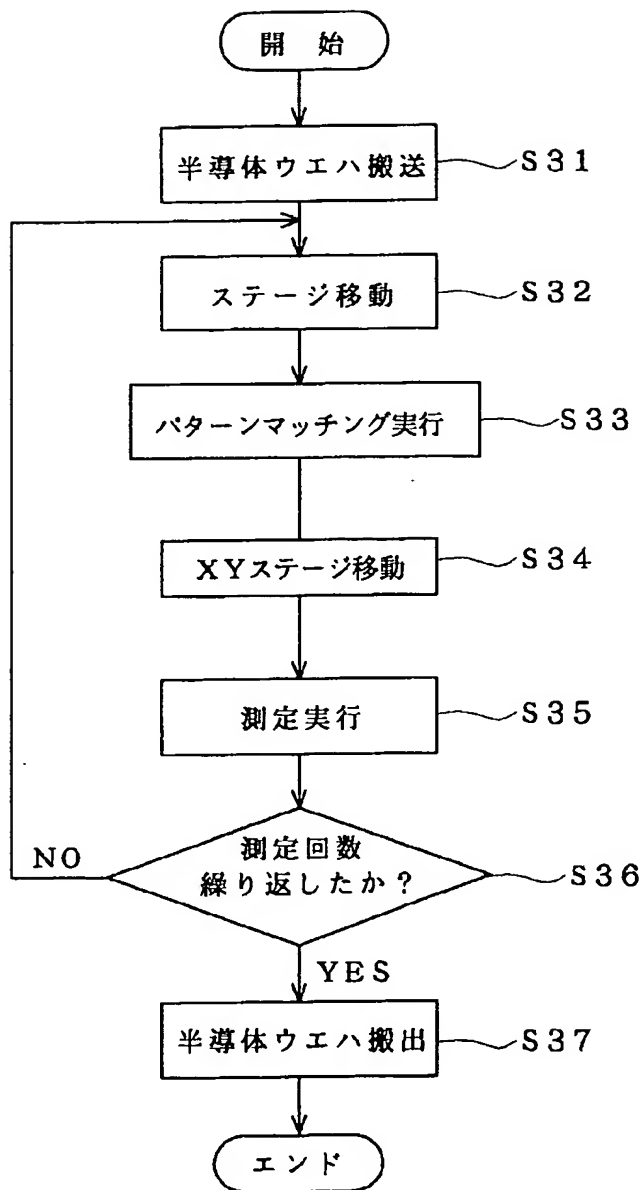 開 始
半導体ウエハ搬送
S31
ステージ移動
S32
パターンマッチング実行
S33
XYステージ移動
S34
測定実行
S35
測定回数
繰り返したか?
S36
NO
YES
半導体ウエハ搬出
S37
エンド